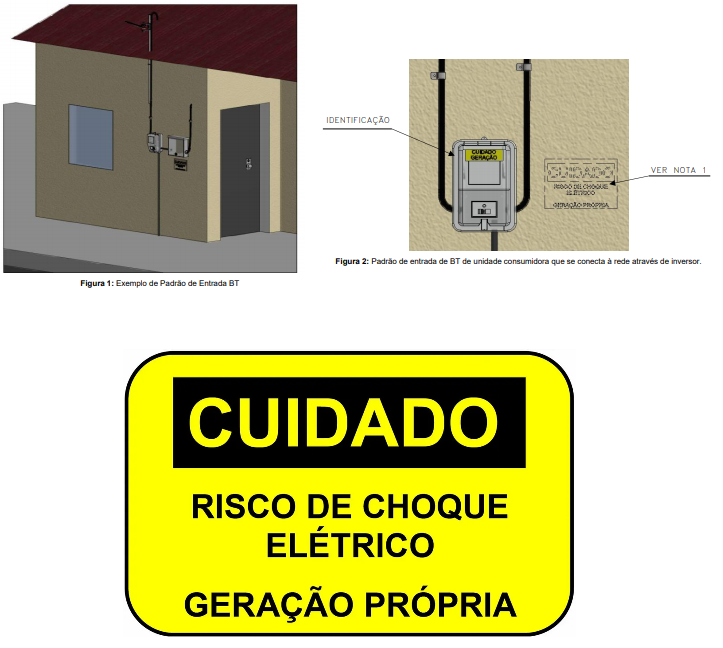 IDENTIFICAÇÃO
CUIDADO
GERAÇÃO
CUIDADO
RISCO DE CHOQUE
ELÉTRICO
GERAÇÃO PRÓPRIA
VER NOTA 1
Figura 2: Padrão de entrada de BT de unidade consumidora que se conecta à rede através de inversor.
Figura 1: Exemplo de Padrão de Entrada BT
CUIDADO
RISCO DE CHOQUE
ELÉTRICO
GERAÇÃO PRÓPRIA